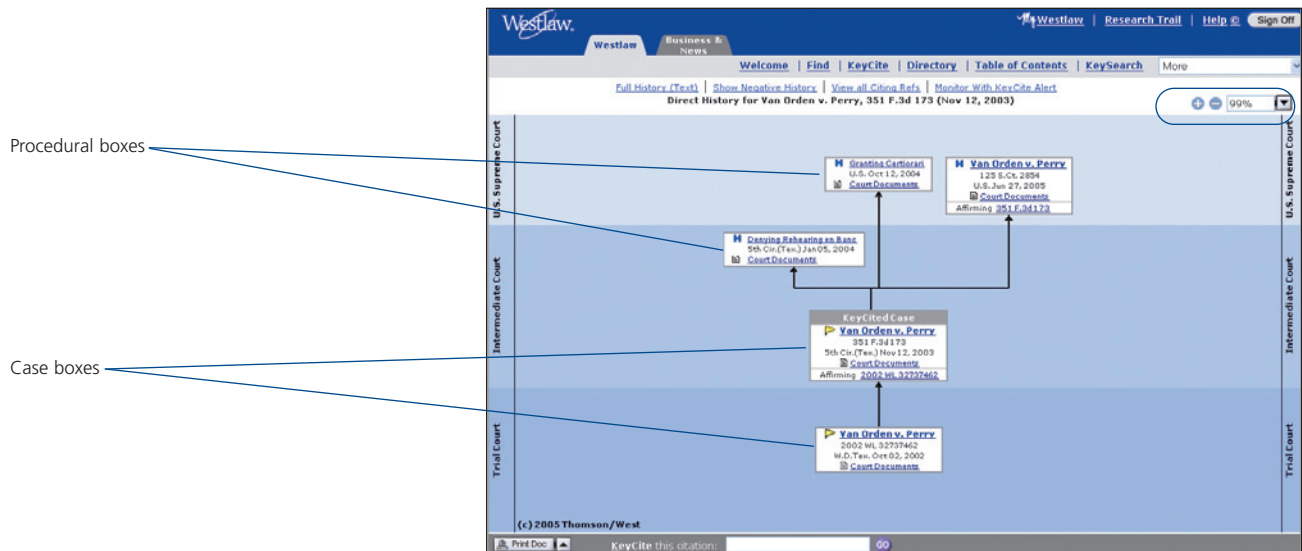 Westlaw.
Westlaw | Research Trail | Help © Sign Off
Westlaw
Business &
News
Welcome | Find | KeyCite | Directory | Table of Contents | KeySearch More
Full History (Text) | Show Negative History | View all Citing Refs | Monitor With KeyCite Alert
Direct History for Van Orden v. Perry, 351 F.3d 173 (Nov 12, 2003)
99%
Procedural boxes
Case boxes
U.S. Supreme Court
U.S. Supreme Court
H Granting Certiorari
U.S. Oct 12, 2004
Court Documents
H Van Orden v. Perry
125 S.Ct. 2854
U.S. Jun 27, 2005
Court Documents
Affirming 351 F.3d 173
Intermediate Court
Intermediate Court
H Denying Rehearing en Banc
5th Cir.(Tex.) Jan 05, 2004
Court Documents
KeyCited Case
Van Orden v. Perry
351 F.3d 173
5th Cir.(Tex.) Nov 12, 2003
Court Documents
Affirming 2002 WL 32737462
Trial Court
Trial Court
Van Orden v. Perry
2002 WL 32737462
W.D.Tex. Oct 02, 2002
Court Documents
(c) 2005 Thomson/West
Print Doc
KeyCite this citation: GO